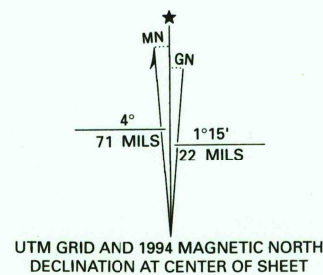 MN
GN
4°
71 MILS
1°15'
22 MILS
UTM GRID AND 1994 MAGNETIC NORTH
DECLINATION AT CENTER OF SHEET